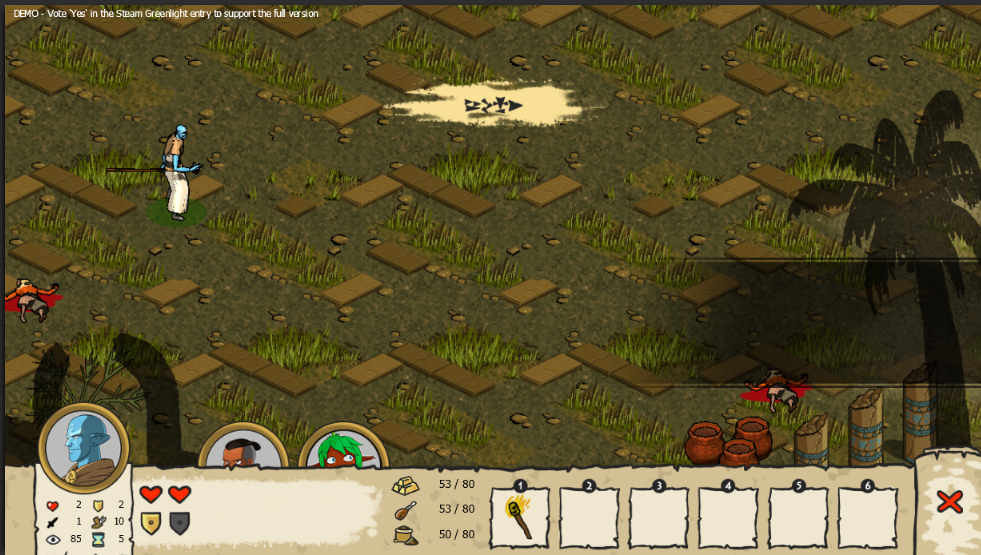 DEMO - Vote 'Yes' in the Steam Greenlight entry to support the full version
1 2 3 4 5 6
53 / 80
53 / 80
50 / 80
2 2
1 10
85 5